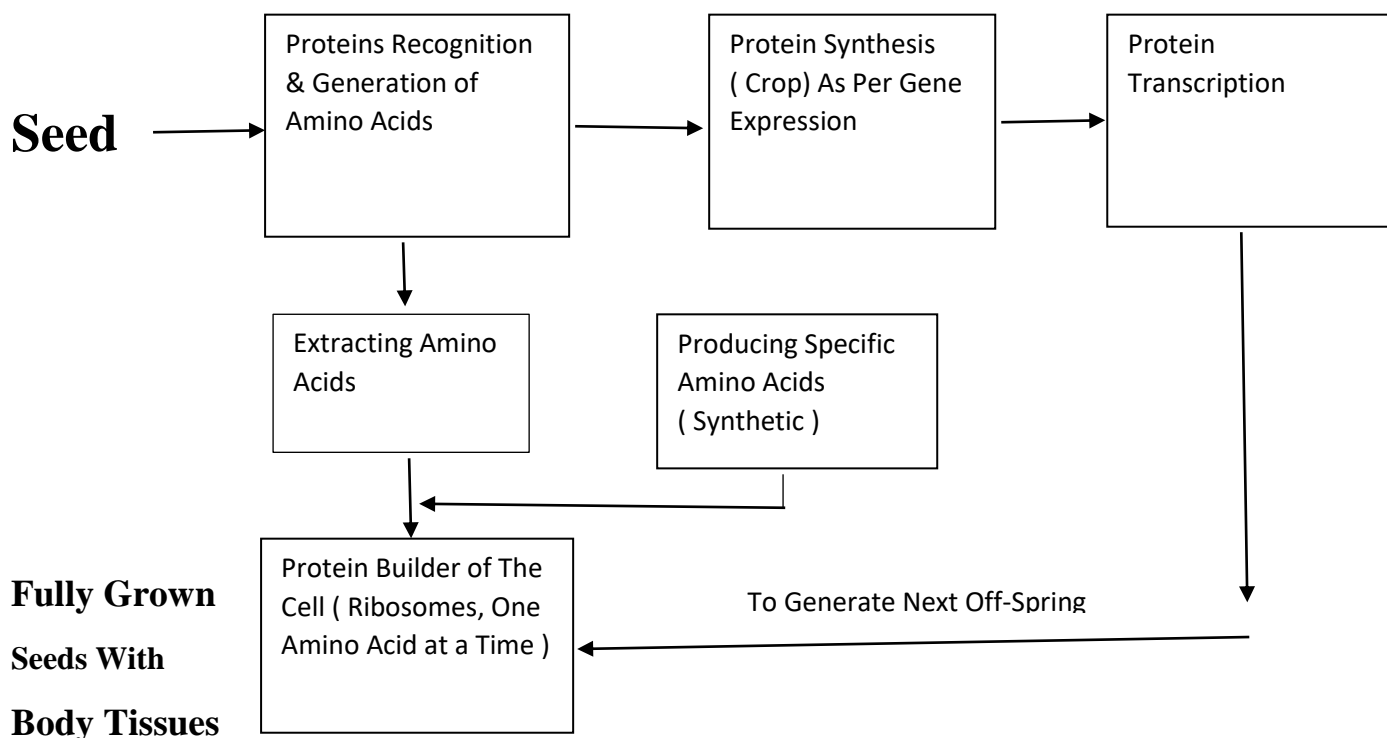 Seed
Proteins Recognition
& Generation of
Amino Acids
Protein Synthesis
( Crop) As Per Gene
Expression
Protein
Transcription
Extracting Amino
Acids
Producing Specific
Amino Acids
( Synthetic )
Fully Grown
Seeds With
Body Tissues
Protein Builder of The
Cell ( Ribosomes, One
Amino Acid at a Time )
To Generate Next Off-Spring